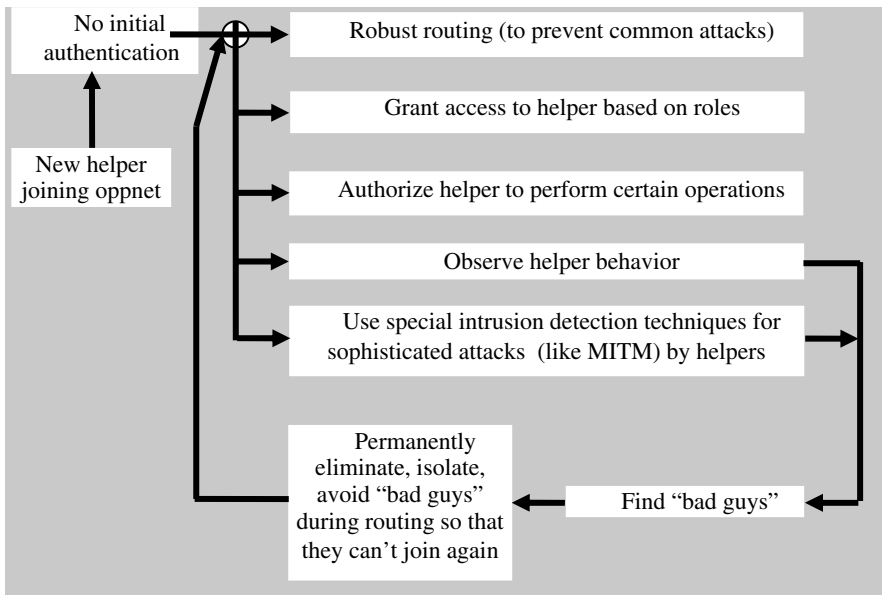 No initial
authentication
Robust routing (to prevent common attacks)
Grant access to helper based on roles
New helper
joining oppnet
Authorize helper to perform certain operations
Observe helper behavior
Use special intrusion detection techniques for
sophisticated attacks (like MITM) by helpers
Permanently
eliminate, isolate,
avoid “bad guys”
during routing so that
they can’t join again
Find “bad guys”